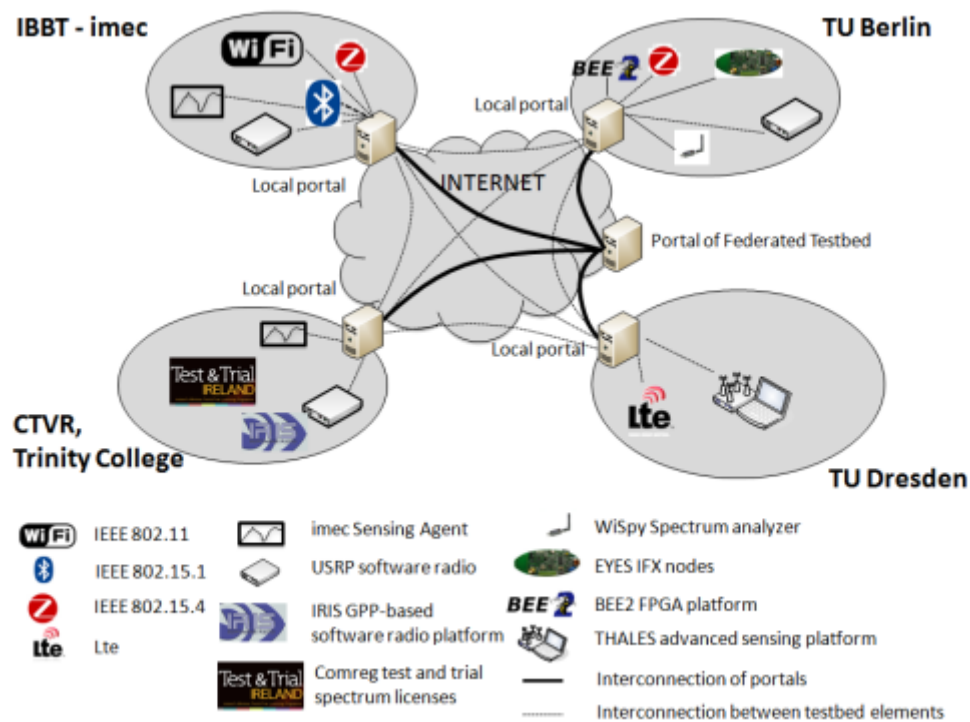 IBBT - imec
TU Berlin
WiFi
Z
BEE2
Z
Local portal
Local portal
INTERNET
Portal of Federated Testbed
Local portal
Local portal
Test & Trial
IRELAND
IRIS
Lte
CTVR,
Trinity College
TU Dresden
WiFi IEEE 802.11
IEEE 802.15.1
Z IEEE 802.15.4
Lte Lte
imec Sensing Agent
USRP software radio
IRIS IRIS GPP-based
software radio platform
Test & Trial
IRELAND
Comreg test and trial
spectrum licenses
WiSpy Spectrum analyzer
EYES IFX nodes
BEE2 BEE2 FPGA platform
THALES advanced sensing platform
Interconnection of portals
Interconnection between testbed elements